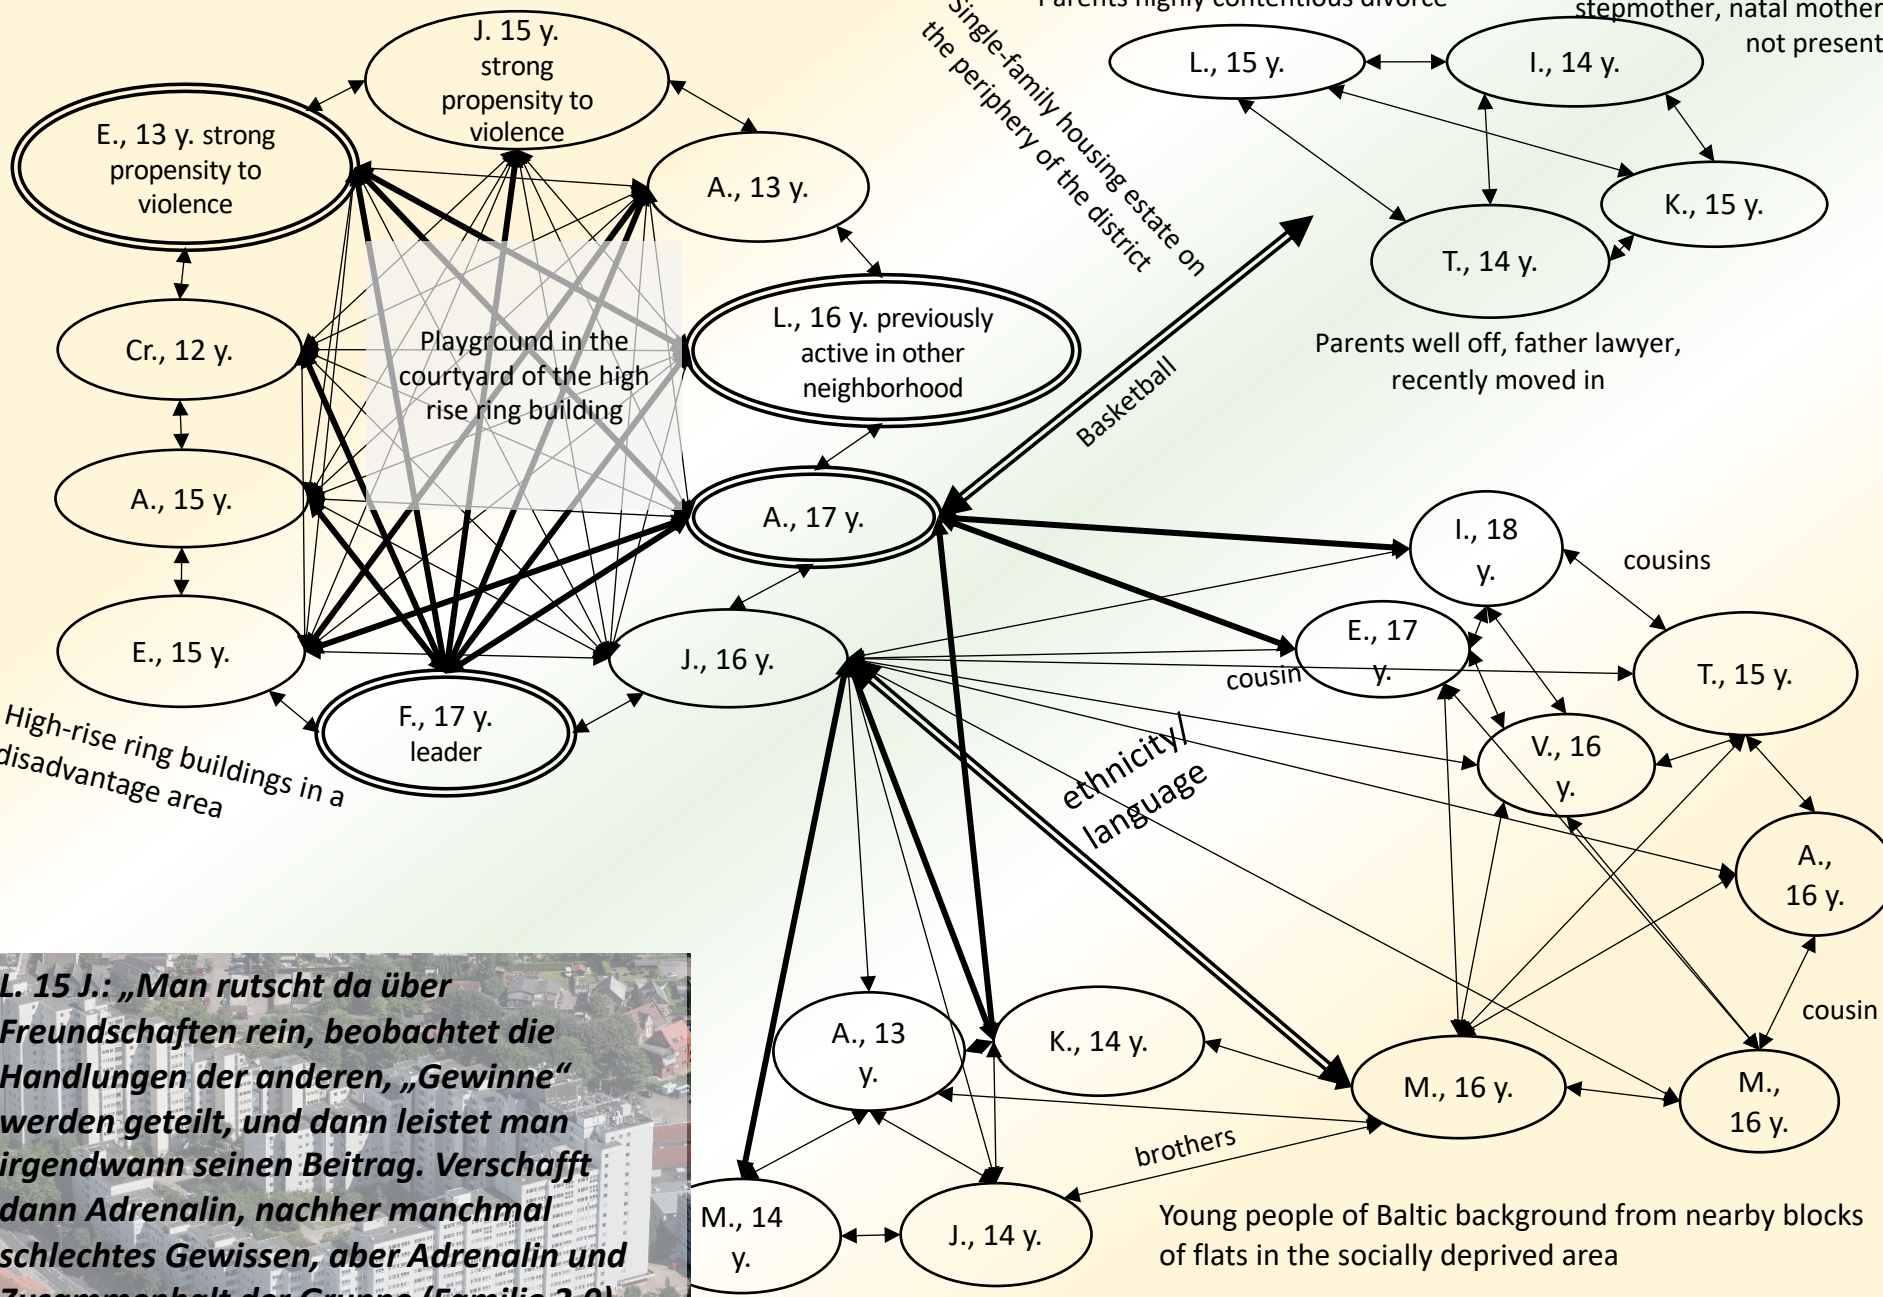 Parents highly contentious divorce
stepmother, natal mother
not present
Single-family housing estate on
the periphery of the district
J. 15 y.
strong
propensity to
violence
L., 15 y.
I., 14 y.
E., 13 y. strong
propensity to
violence
A., 13 y.
K., 15 y.
T., 14 y.
Cr., 12 y.
Playground in the
courtyard of the high
rise ring building
L., 16 y. previously
active in other
neighborhood
Parents well off, father lawyer,
recently moved in
Basketball
A., 15 y.
A., 17 y.
I., 18
y.
cousins
E., 15 y.
J., 16 y.
E., 17
y.
cousin
T., 15 y.
F., 17 y.
leader
High-rise ring buildings in a
disadvantage area
V., 16
y.
ethnicity/
language
A.,
16 y.
L. 15 J.: „Man rutscht da über
Freundschaften rein, beobachtet die
Handlungen der anderen, „Gewinne“
werden geteilt, und dann leistet man
irgendwann seinen Beitrag. Verschafft
dann Adrenalin, nachher manchmal
schlechtes Gewissen, aber Adrenalin und
Zusammenhalt der Gruppe (Familie 2.0)
A., 13
y.
K., 14 y.
M., 16 y.
M.,
16 y.
cousin
brothers
M., 14
y.
J., 14 y.
Young people of Baltic background from nearby blocks
of flats in the socially deprived area